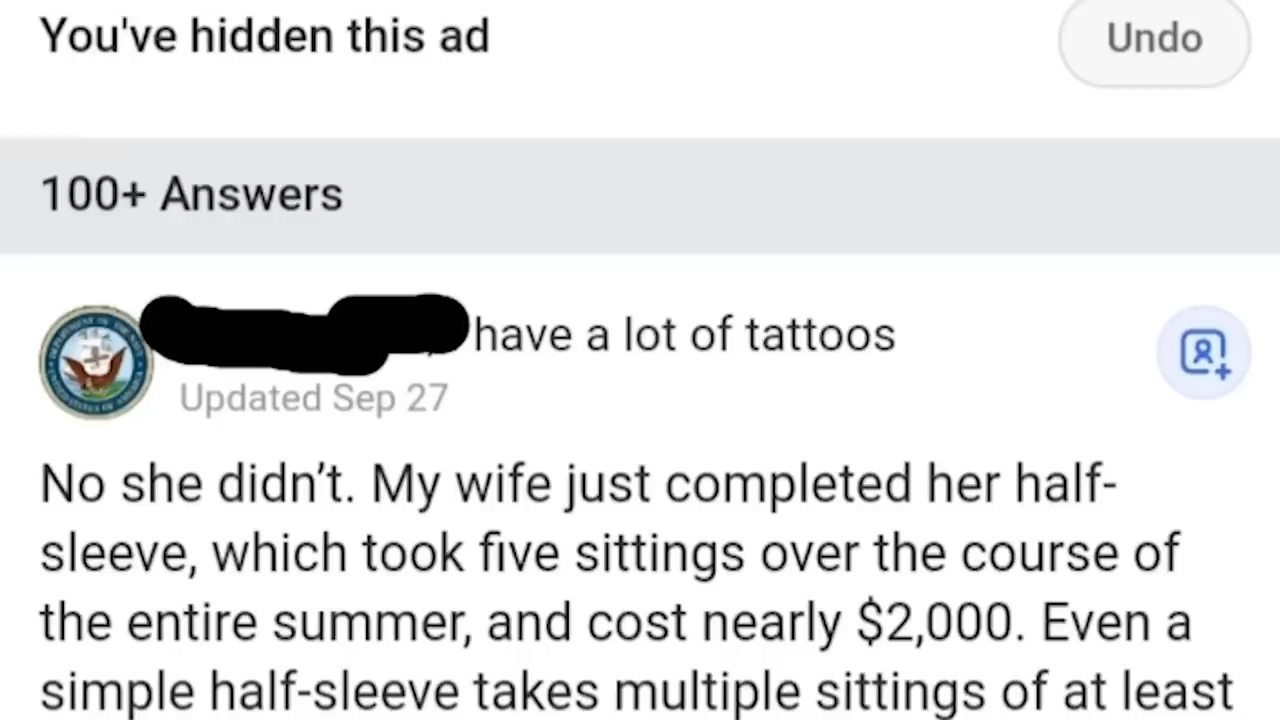 You've hidden this ad
Undo
100+ Answers
have a lot of tattoos
Updated Sep 27
No she didn’t. My wife just completed her half-
sleeve, which took five sittings over the course of
the entire summer, and cost nearly $2,000. Even a
simple half-sleeve takes multiple sittings of at least